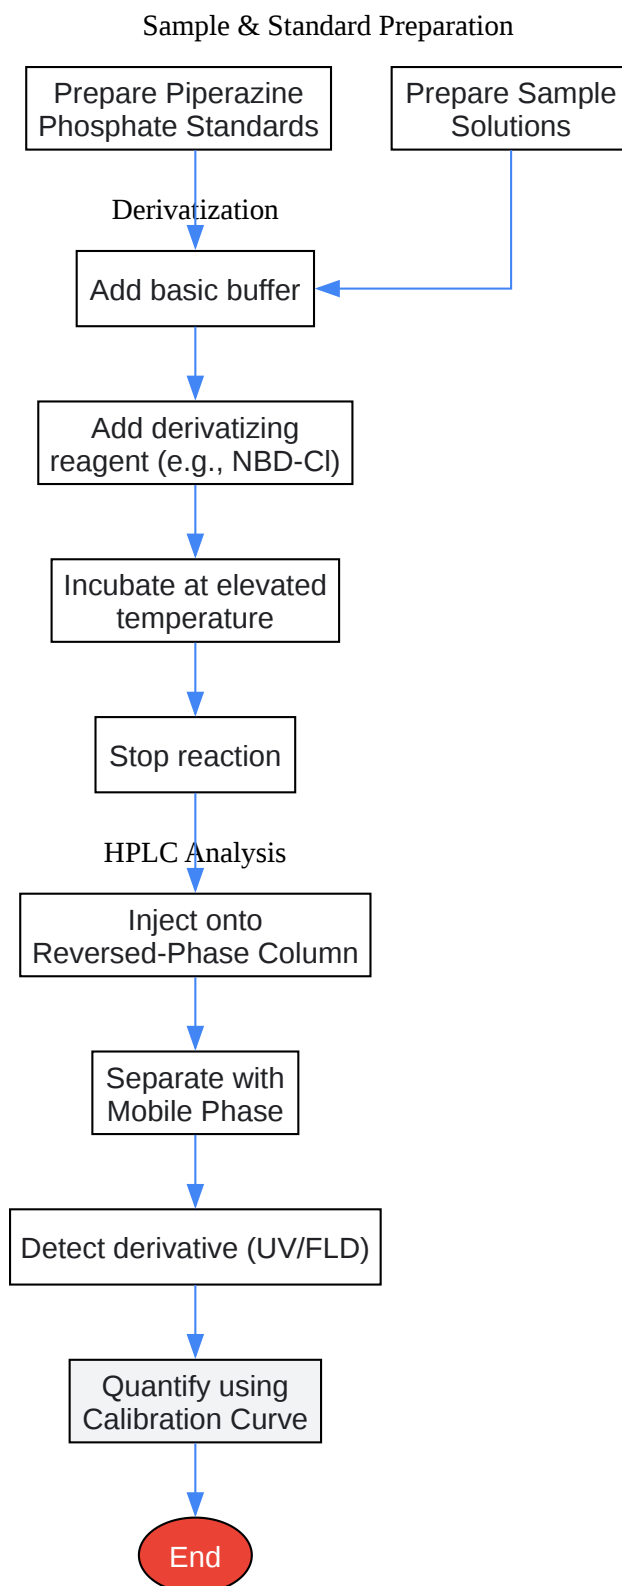 Sample & Standard Preparation
Prepare Piperazine
Phosphate Standards
Prepare Sample
Solutions
Derivatization
Add basic buffer
Add derivatizing
reagent (e.g., NBD-Cl)
Incubate at elevated
temperature
Stop reaction
HPLC Analysis
Inject onto
Reversed-Phase Column
Separate with
Mobile Phase
Detect derivative (UV/FLD)
Quantify using
Calibration Curve
End